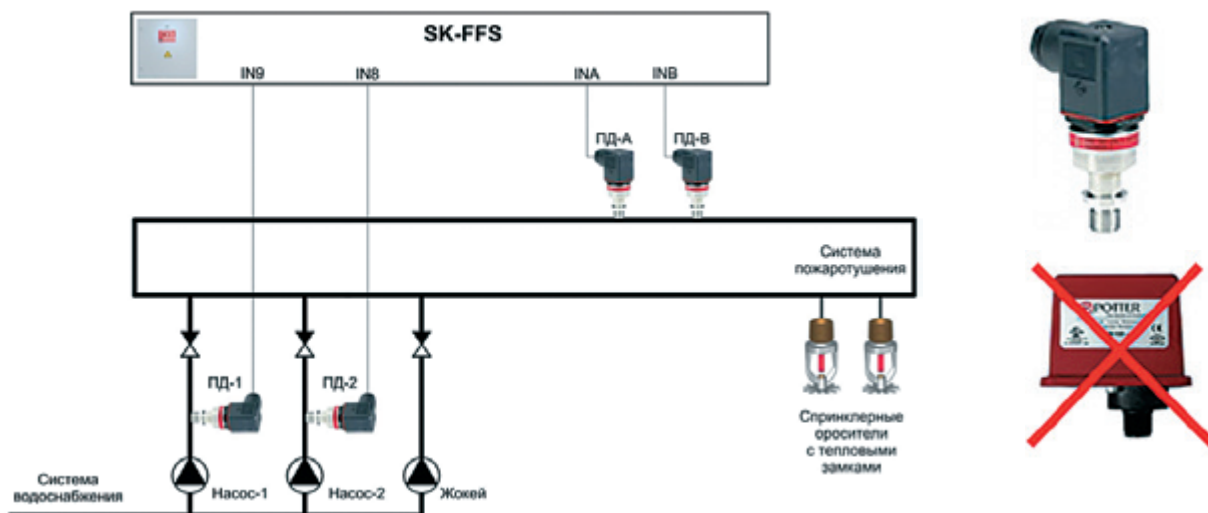 SK-FFS
IN9
IN8
INA
INB
ПД-А
ПД-В
Система
пожаротушения
ПД-1
ПД-2
Спринклерные
оросители
с тепловыми
замками
Система
водоснабжения
Насос-1
Насос-2
Жокей
POTTER